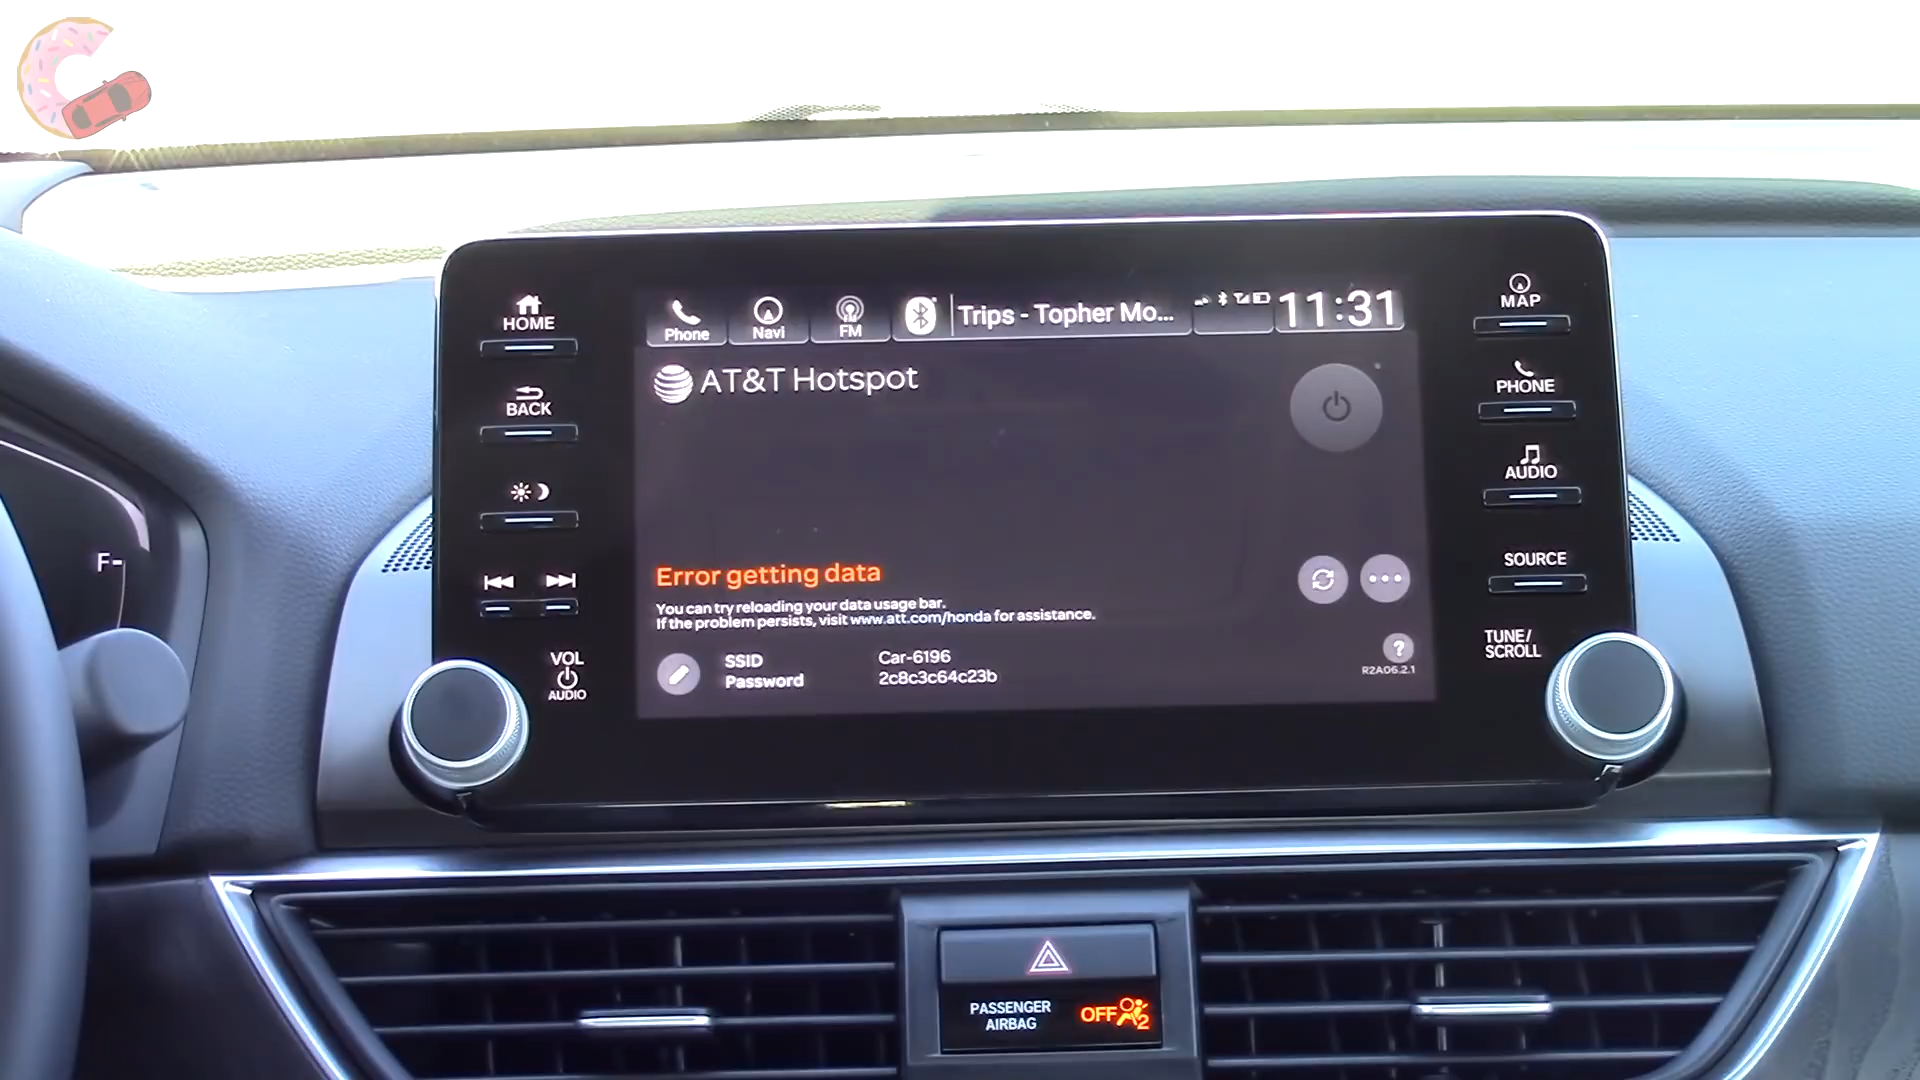 HOME
BACK
VOL
AUDIO
Phone
Navi
FM
Trips - Topher Mo...
11:31
AT&T Hotspot
Error getting data
You can try reloading your data usage bar.
If the problem persists, visit www.att.com/honda for assistance.
SSID Car-6196
Password 2c8c3c64c23b
R2A06.2.1
?
MAP
PHONE
AUDIO
SOURCE
TUNE/
SCROLL
F-
PASSENGER
AIRBAG
OFF
2